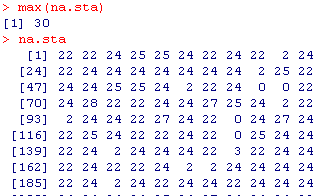 > max(na.sta)
[1] 30
> na.sta
[1] 22 22 24 25 25 24 22 24 22 2 24
[24] 22 24 24 24 24 24 24 2 25 22
[47] 24 24 25 25 24 2 22 24 0 0 22
[70] 24 28 22 22 24 24 27 25 24 2 22
[93] 2 24 24 22 27 24 22 0 24 27 24
[116] 22 25 24 22 22 24 22 0 25 24 24
[139] 22 24 2 24 24 24 22 3 22 24 24
[162] 22 24 22 22 24 2 2 24 24 24 24
[185] 22 24 2 24 22 24 24 22 24 24 24